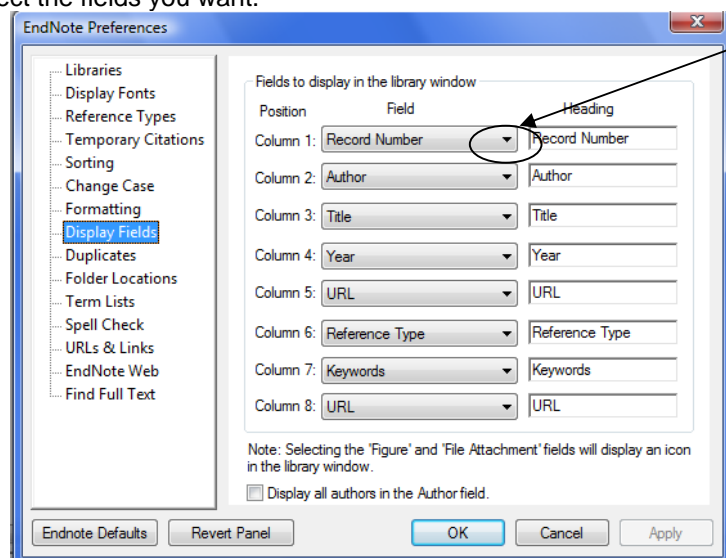 ect the fields you want.
EndNote Preferences
Libraries
Display Fonts
Reference Types
Temporary Citations
Sorting
Change Case
Formatting
Display Fields
Duplicates
Folder Locations
Term Lists
Spell Check
URLs & Links
EndNote Web
Find Full Text
Fields to display in the library window
Position Field Heading
Column 1: Record Number Record Number
Column 2: Author Author
Column 3: Title Title
Column 4: Year Year
Column 5: URL URL
Column 6: Reference Type Reference Type
Column 7: Keywords Keywords
Column 8: URL URL
Note: Selecting the 'Figure' and 'File Attachment' fields will display an icon
in the library window.
Display all authors in the Author field.
Endnote Defaults Revert Panel OK Cancel Apply